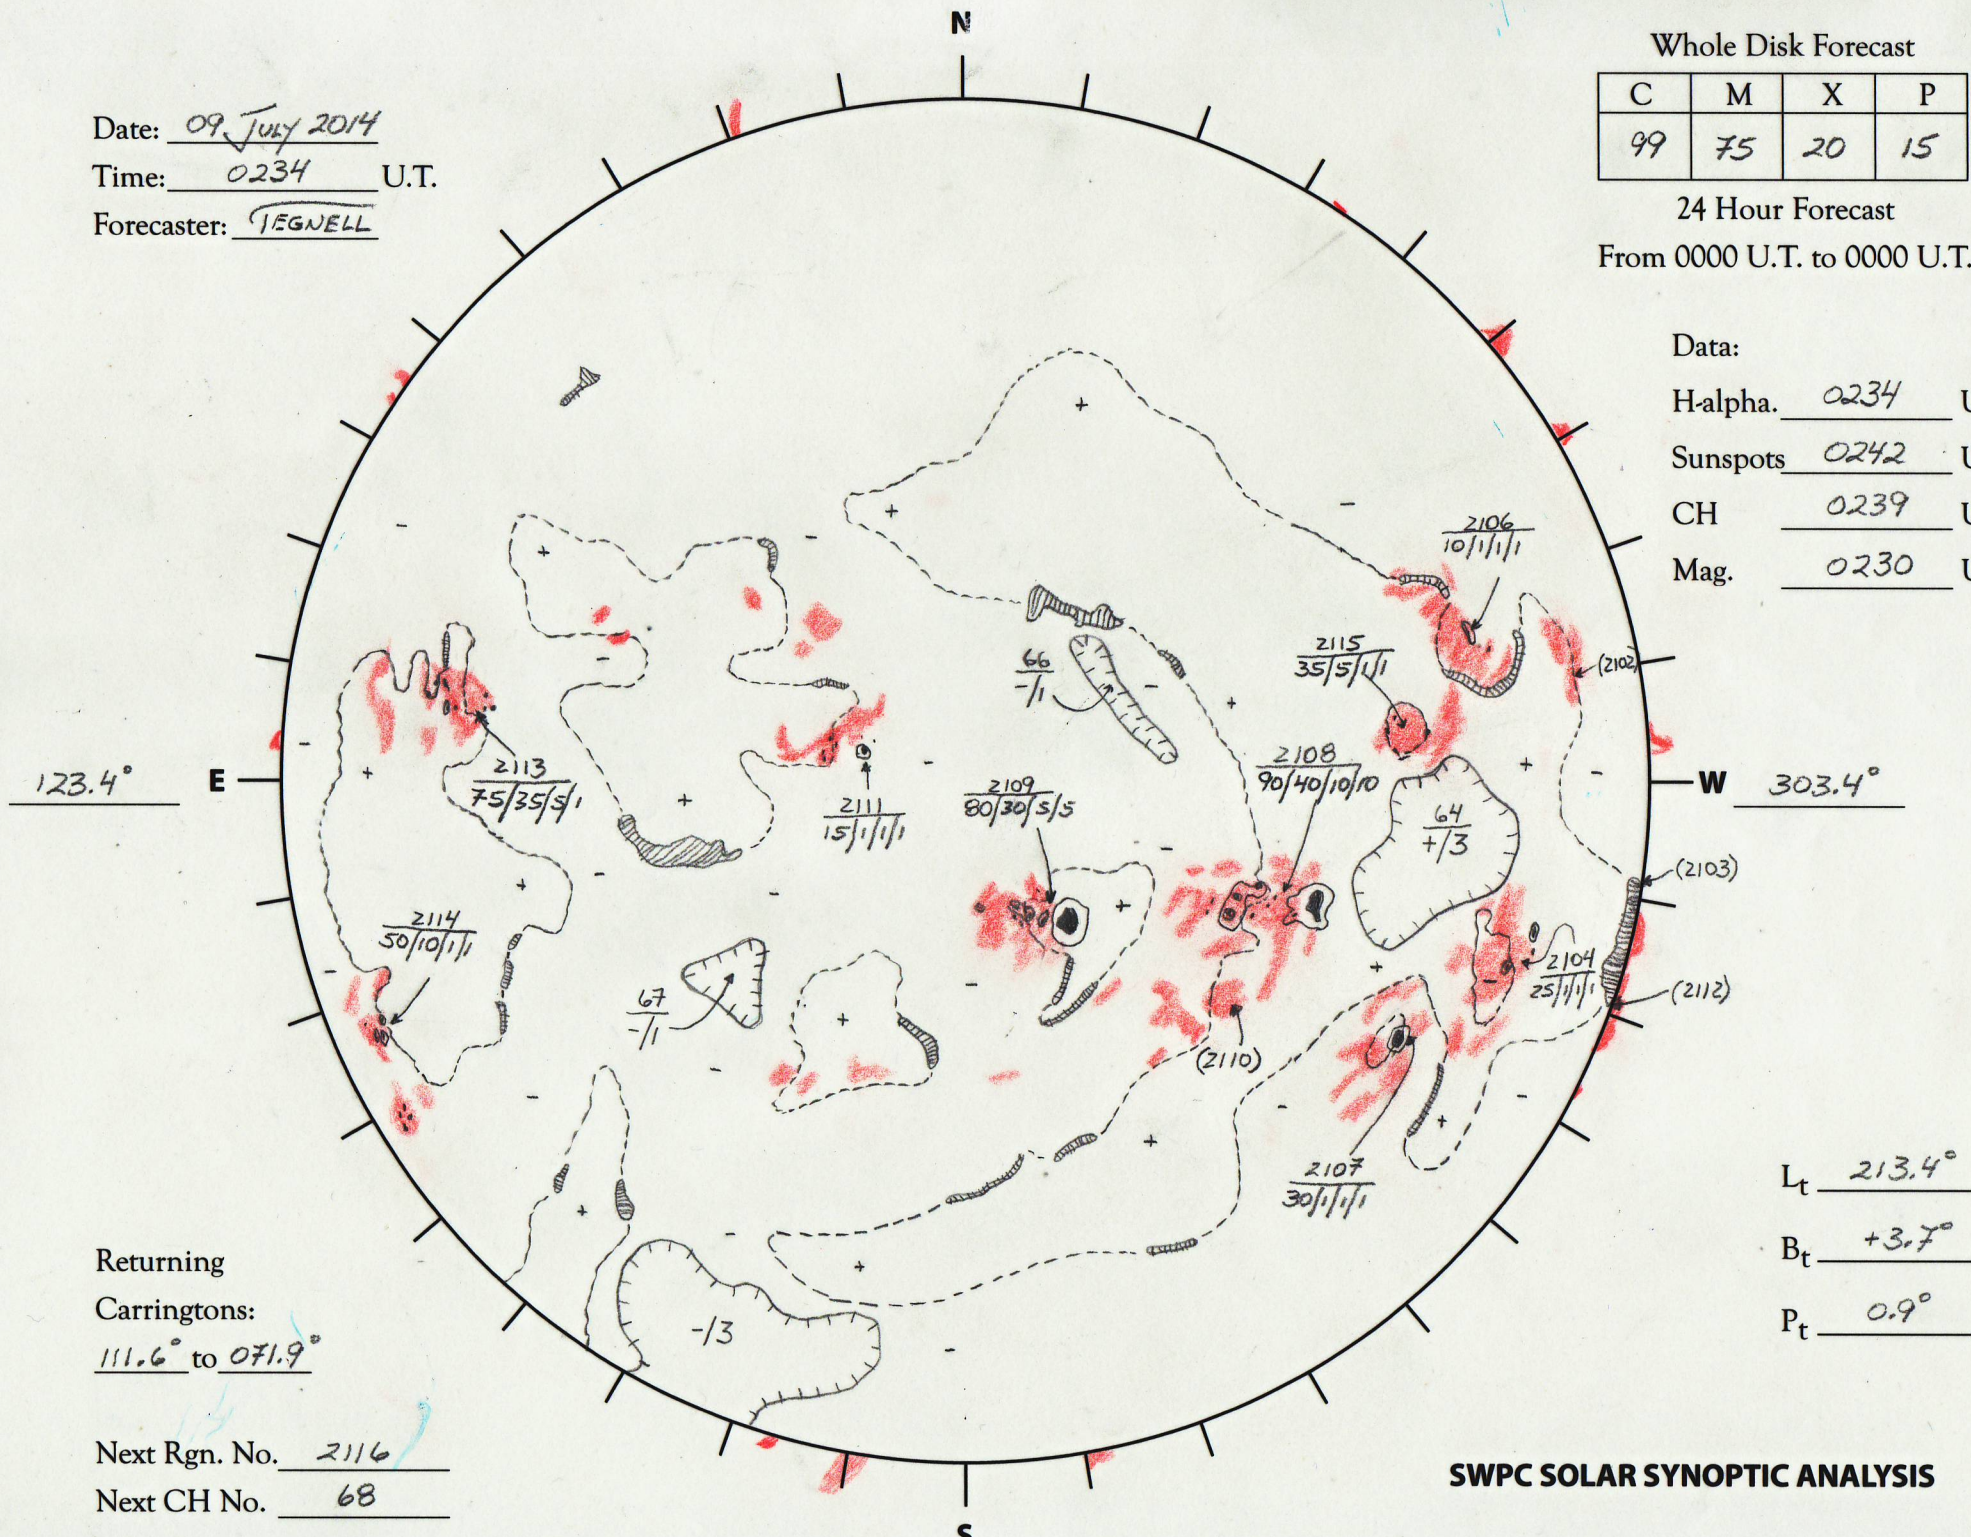 N
Date: 09 JULY 2014
Time: 0234 U.T.
Forecaster: TEGNELL
Whole Disk Forecast
C M X P
99 75 20 15
24 Hour Forecast
From 0000 U.T. to 0000 U.T.
Data:
H-alpha. 0234 U
Sunspots 0242 U
CH 0239 U
Mag. 0230 U
2106
10/1/1/1
2115
35/5/1/1
(2102)
66
-/1
2113
75/35/5/1
2111
15/1/1/1
2109
80/30/5/5
2108
90/40/10/10
64
+/3
123.4° E
W 303.4°
(2103)
2114
50/10/1/1
67
-/1
2104
25/1/1/1
(2112)
(2110)
2107
30/1/1/1
-/3
Lt 213.4°
Bt +3.7°
Pt 0.9°
Returning
Carringtons:
111.6° to 071.9°
Next Rgn. No. 2116
Next CH No. 68
SWPC SOLAR SYNOPTIC ANALYSIS
S